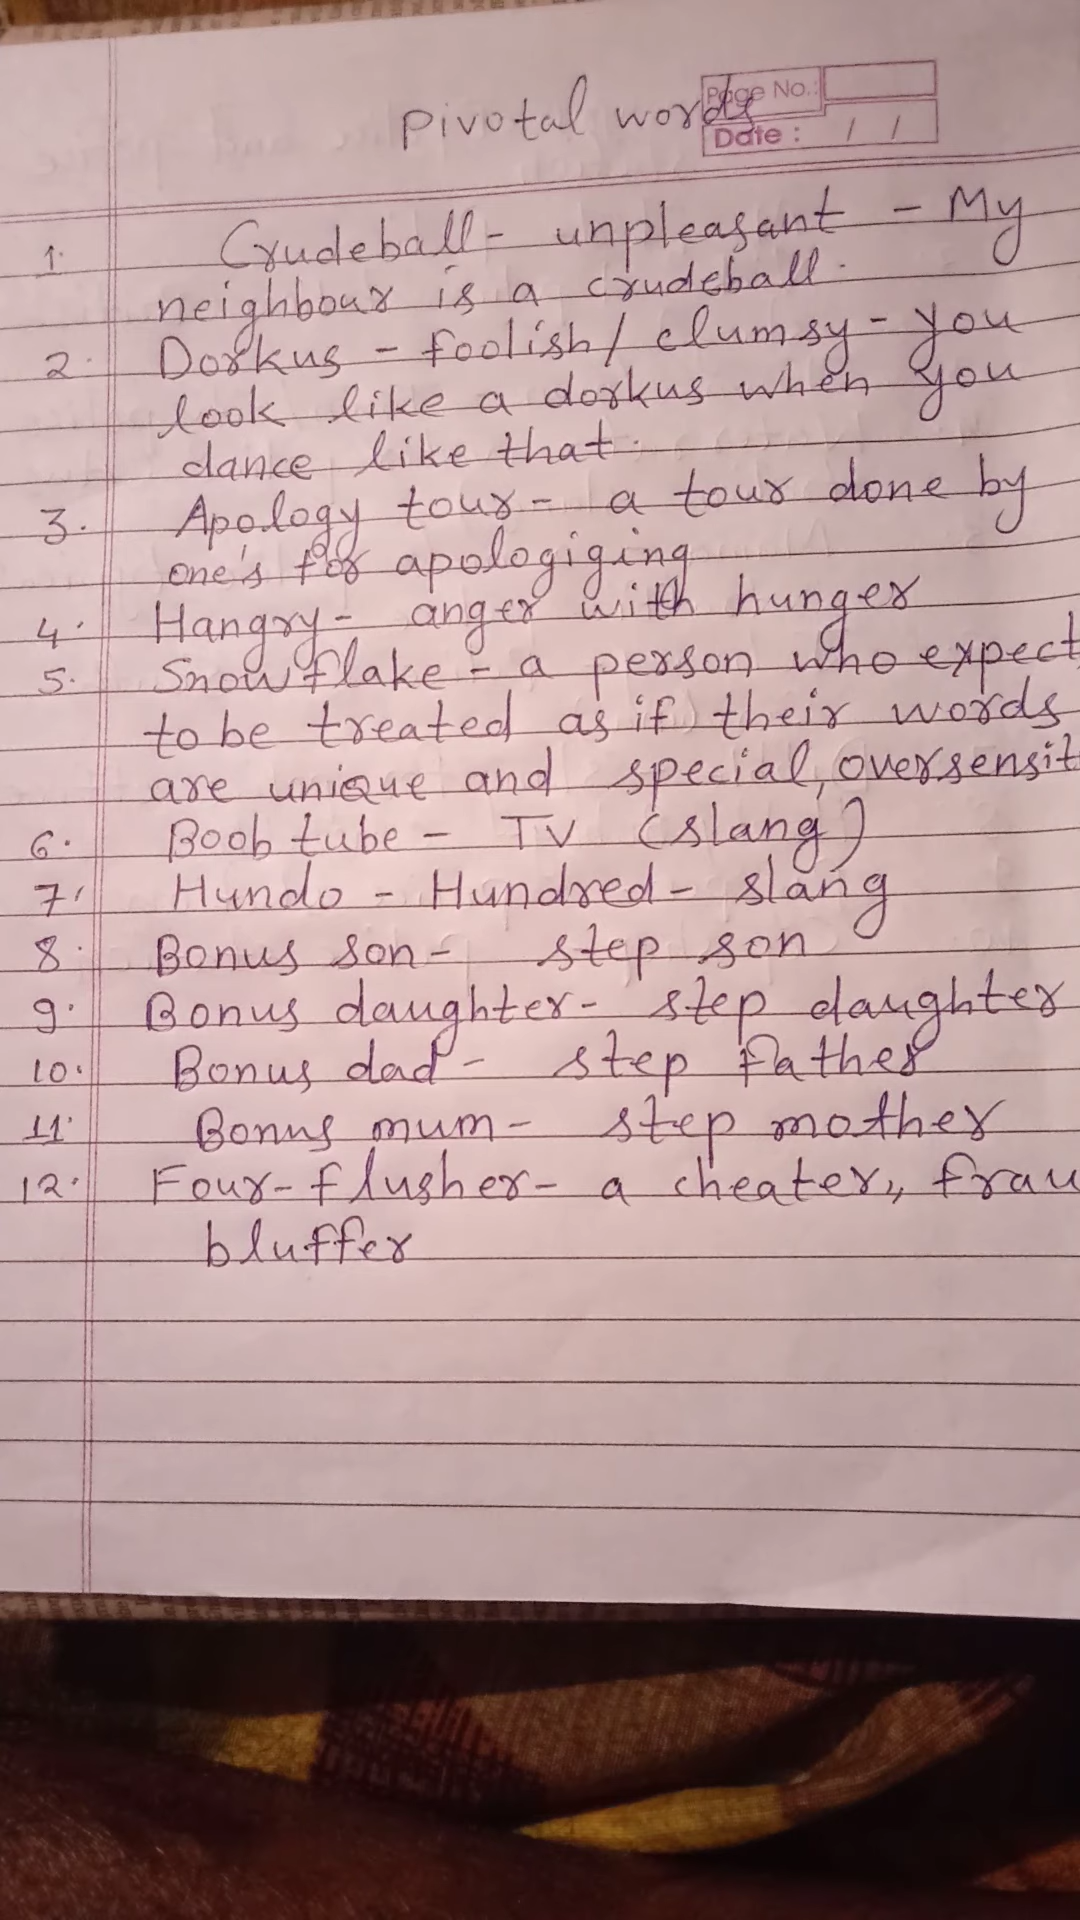 Pivotal words
Page No.:
Date : / /
1. Crudeball - unpleasant - My
neighbour is a crudeball.
2. Dorkus - foolish / clumsy - you
look like a dorkus when you
dance like that.
3. Apology tour - a tour done by
one's for apologiging
4. Hangry - anger with hunger
5. Snowflake - a person who expect
to be treated as if their words
are unique and special, oversensit
6. Boob tube - TV (slang)
7. Hundo - Hundred - slang
8. Bonus son - step son
9. Bonus daughter - step daughter
10. Bonus dad - step father
11. Bonus mum - step mother
12. Four-flusher - a cheater, frau
bluffer